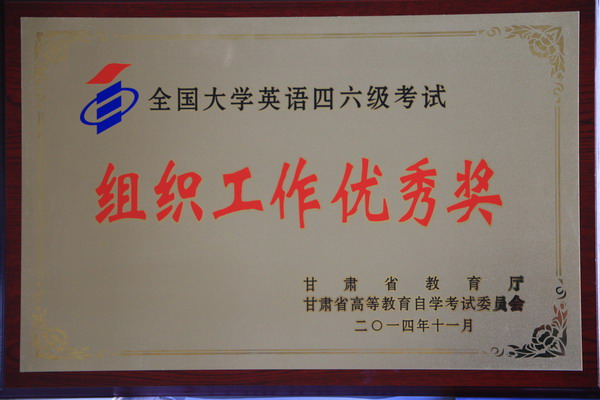 全国大学英语四六级考试
组织工作优秀奖
甘肃省教育厅
甘肃省高等教育自学考试委员会
二〇一四年十一月